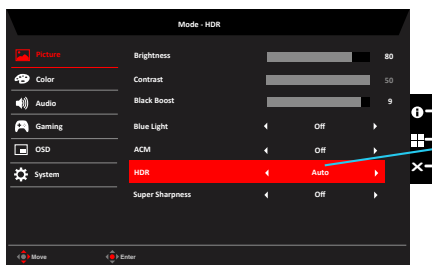 Mode - HDR
Picture
Brightness 80
Color
Contrast 50
Audio
Black Boost 9
Gaming
Blue Light Off
OSD
ACM Off
System
HDR Auto
Super Sharpness Off
Move Enter